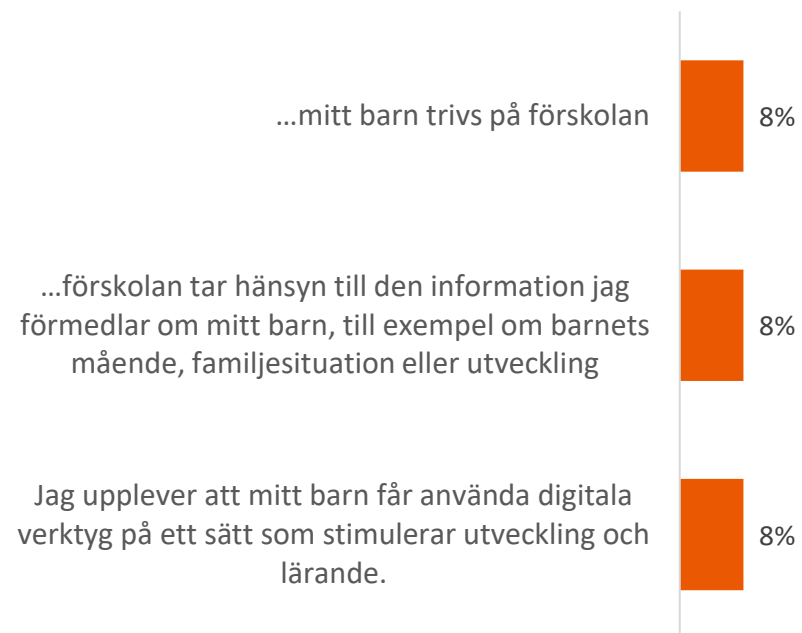 ...mitt barn trivs på förskolan
8%
...förskolan tar hänsyn till den information jag
förmedlar om mitt barn, till exempel om barnets
mående, familjesituation eller utveckling
8%
Jag upplever att mitt barn får använda digitala
verktyg på ett sätt som stimulerar utveckling och
lärande.
8%